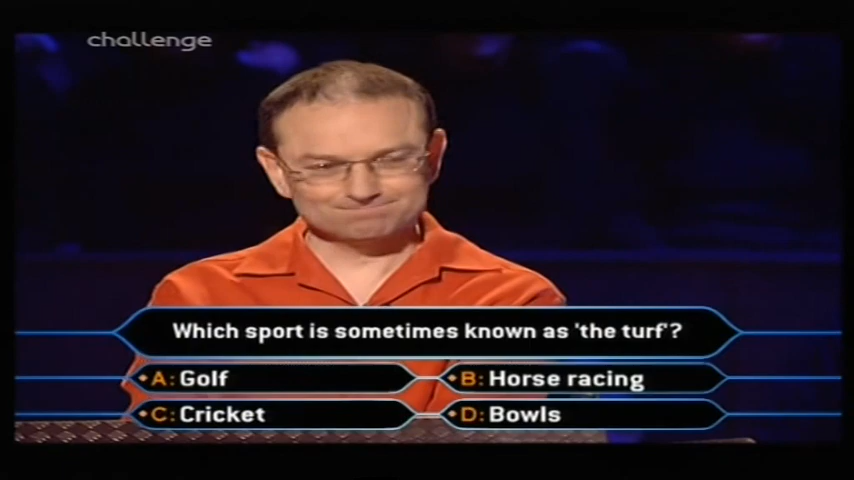 challenge
Which sport is sometimes known as 'the turf'?
A: Golf
B: Horse racing
C: Cricket
D: Bowls